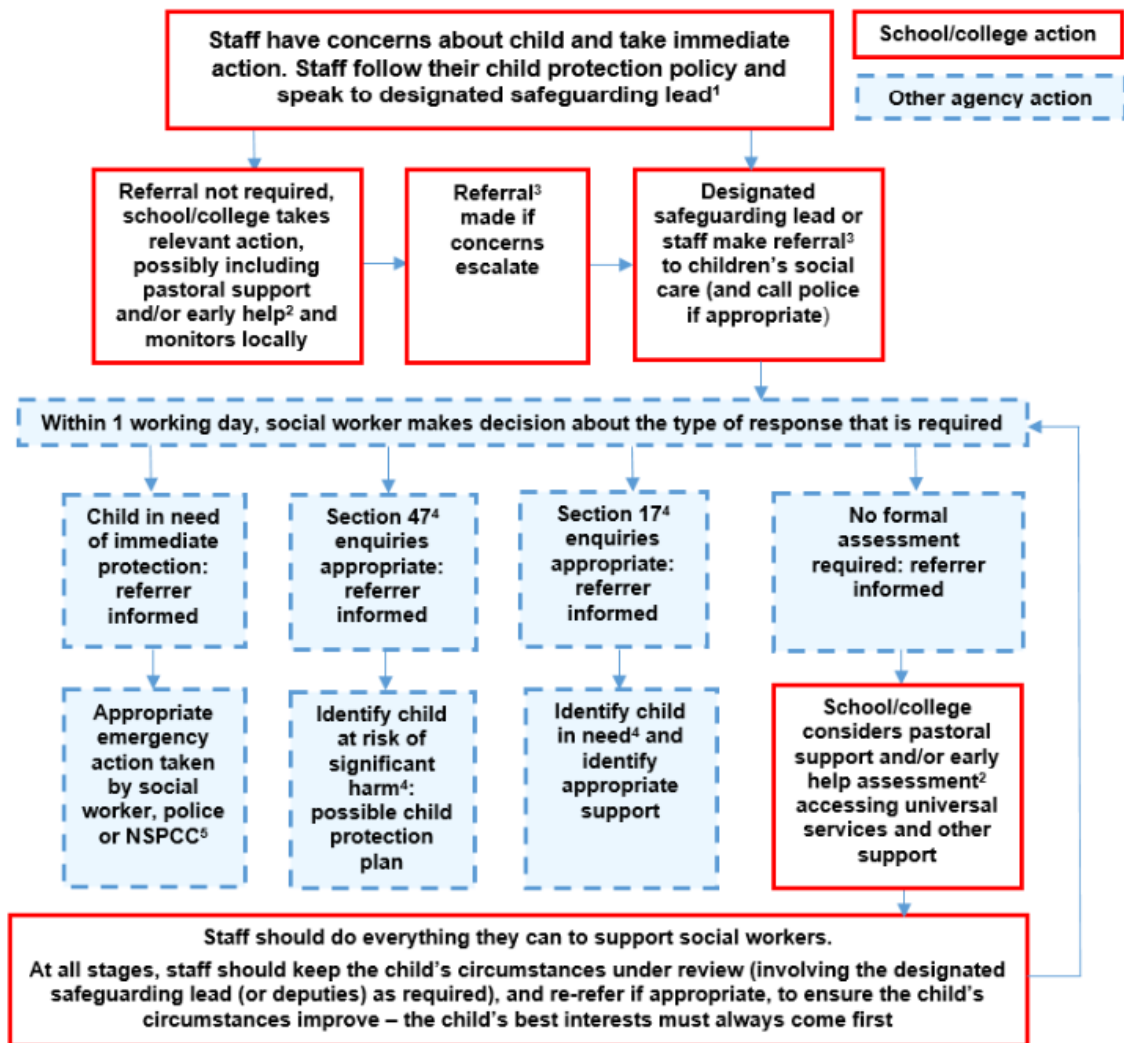 Staff have concerns about child and take immediate
action. Staff follow their child protection policy and
speak to designated safeguarding lead¹
School/college action
Other agency action
Referral not required,
school/college takes
relevant action,
possibly including
pastoral support
and/or early help² and
monitors locally
Referral³
made if
concerns
escalate
Designated
safeguarding lead or
staff make referral³
to children's social
care (and call police
if appropriate)
Within 1 working day, social worker makes decision about the type of response that is required
Child in need
of immediate
protection:
referrer
informed
Section 47⁴
enquiries
appropriate:
referrer
informed
Section 17⁴
enquiries
appropriate:
referrer
informed
No formal
assessment
required: referrer
informed
Appropriate
emergency
action taken
by social
worker, police
or NSPCC⁵
Identify child
at risk of
significant
harm⁴:
possible child
protection
plan
Identify child
in need⁴ and
identify
appropriate
support
School/college
considers pastoral
support and/or early
help assessment²
accessing universal
services and other
support
Staff should do everything they can to support social workers.
At all stages, staff should keep the child's circumstances under review (involving the designated
safeguarding lead (or deputies) as required), and re-refer if appropriate, to ensure the child's
circumstances improve – the child's best interests must always come first